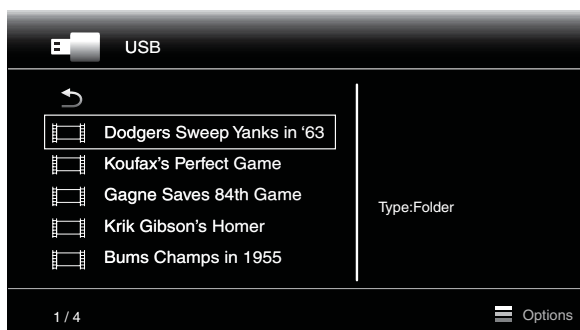 USB
Dodgers Sweep Yanks in ‘63
Koufax’s Perfect Game
Gagne Saves 84th Game
Type:Folder
Krik Gibson’s Homer
Bums Champs in 1955
1 / 4
Options